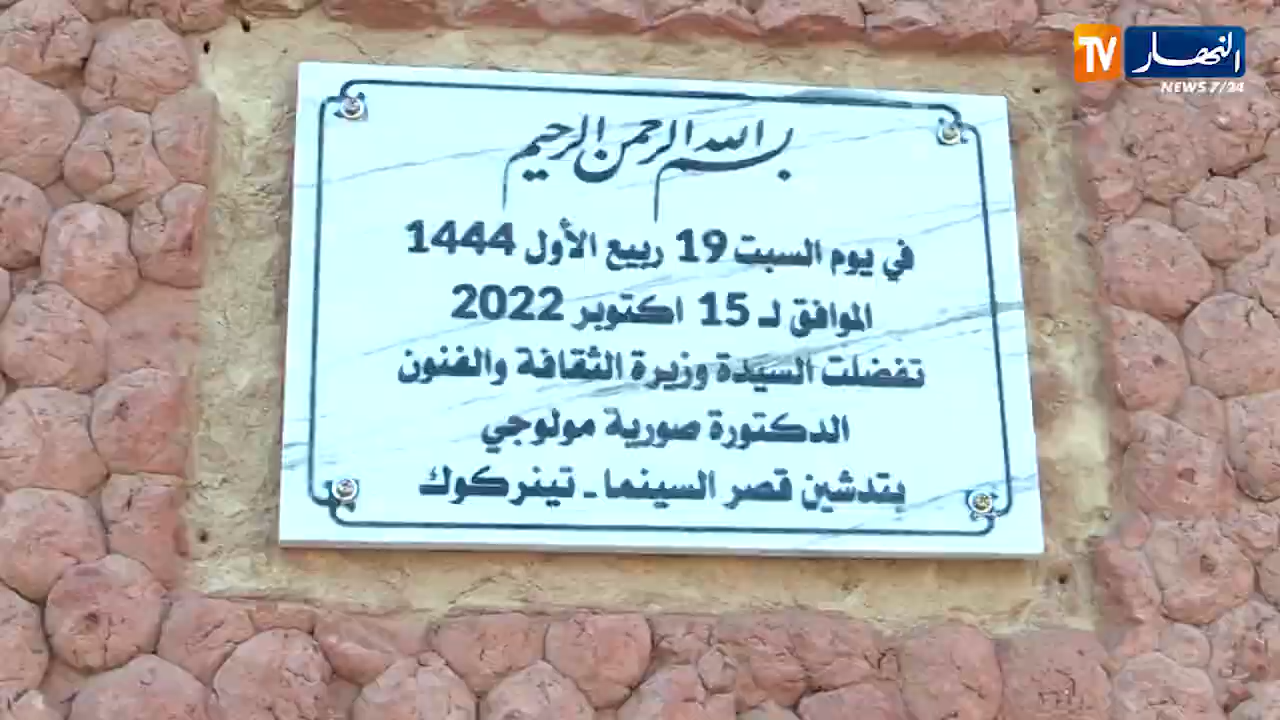 TV النهار
NEWS 7/24
بسم الله الرحمن الرحيم
في يوم السبت 19 ربيع الأول 1444
الموافق لـ 15 اكتوبر 2022
تفضلت السيدة وزيرة الثقافة والفنون
الدكتورة صورية مولوجي
بتدشين قصر السينما - تينركوك